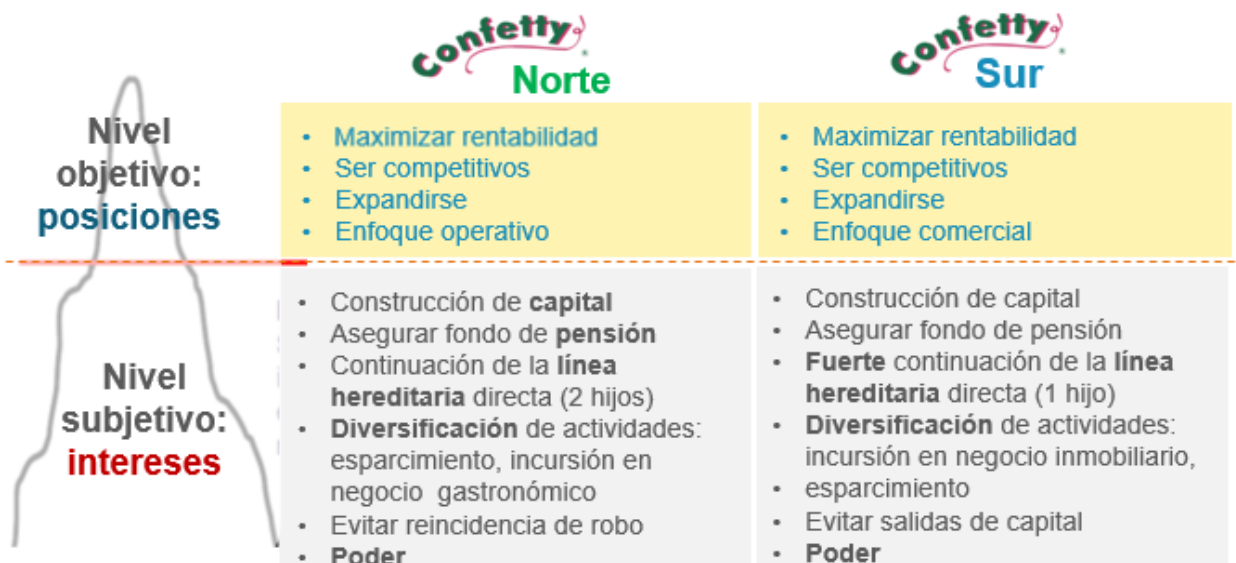 Confetty
Norte
Confetty
Sur
Nivel
objetivo:
posiciones
• Maximizar rentabilidad
• Ser competitivos
• Expandirse
• Enfoque operativo
• Maximizar rentabilidad
• Ser competitivos
• Expandirse
• Enfoque comercial
Nivel
subjetivo:
intereses
• Construcción de capital
• Asegurar fondo de pensión
• Continuación de la línea
hereditaria directa (2 hijos)
• Diversificación de actividades:
esparcimiento, incursión en
negocio gastronómico
• Evitar reincidencia de robo
• Poder
• Construcción de capital
• Asegurar fondo de pensión
• Fuerte continuación de la línea
hereditaria directa (1 hijo)
• Diversificación de actividades:
incursión en negocio inmobiliario,
• esparcimiento
• Evitar salidas de capital
• Poder